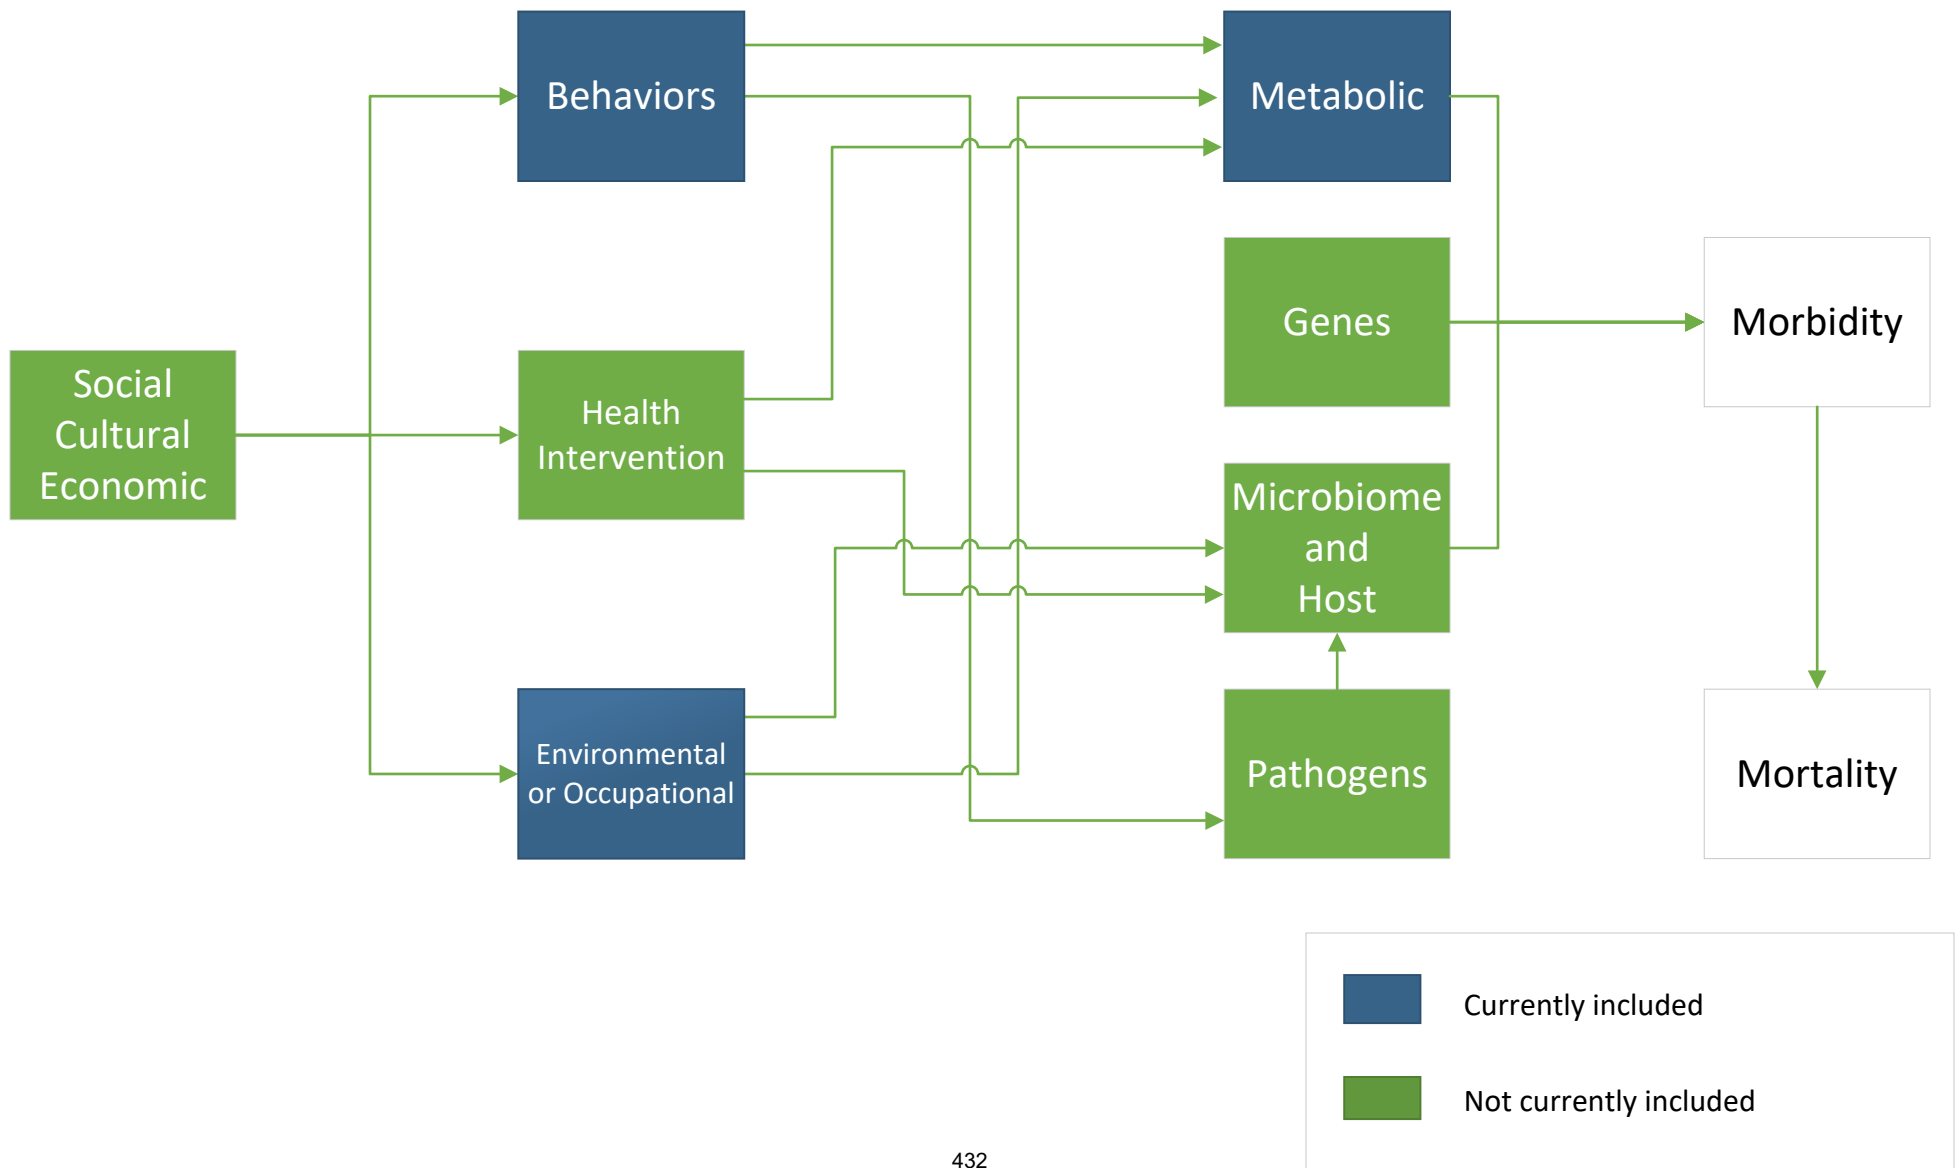 Behaviors
Metabolic
Genes
Morbidity
Social
Cultural
Economic
Health
Intervention
Microbiome
and
Host
Environmental
or Occupational
Pathogens
Mortality
Currently included
Not currently included
432